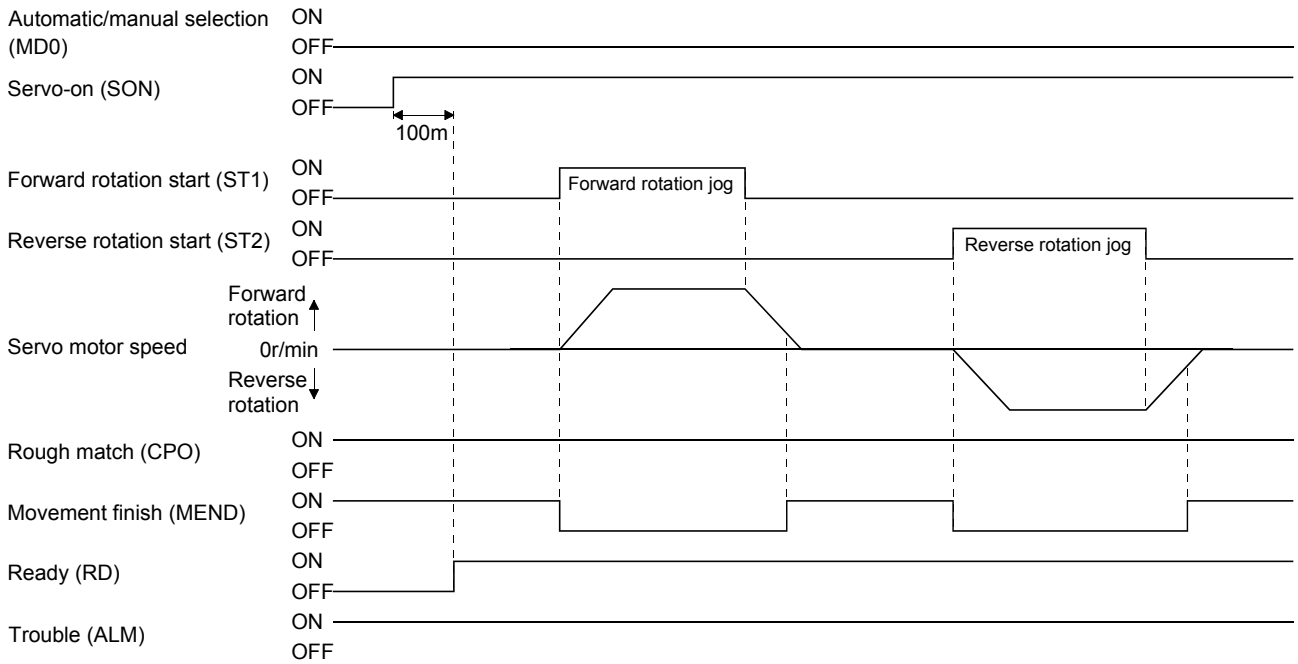 Automatic/manual selection
(MD0)
ON
OFF
Servo-on (SON)
ON
OFF
100m
Forward rotation start (ST1)
ON
OFF
Forward rotation jog
Reverse rotation start (ST2)
ON
OFF
Reverse rotation jog
Forward
rotation
Servo motor speed
0r/min
Reverse
rotation
Rough match (CPO)
ON
OFF
Movement finish (MEND)
ON
OFF
Ready (RD)
ON
OFF
Trouble (ALM)
ON
OFF